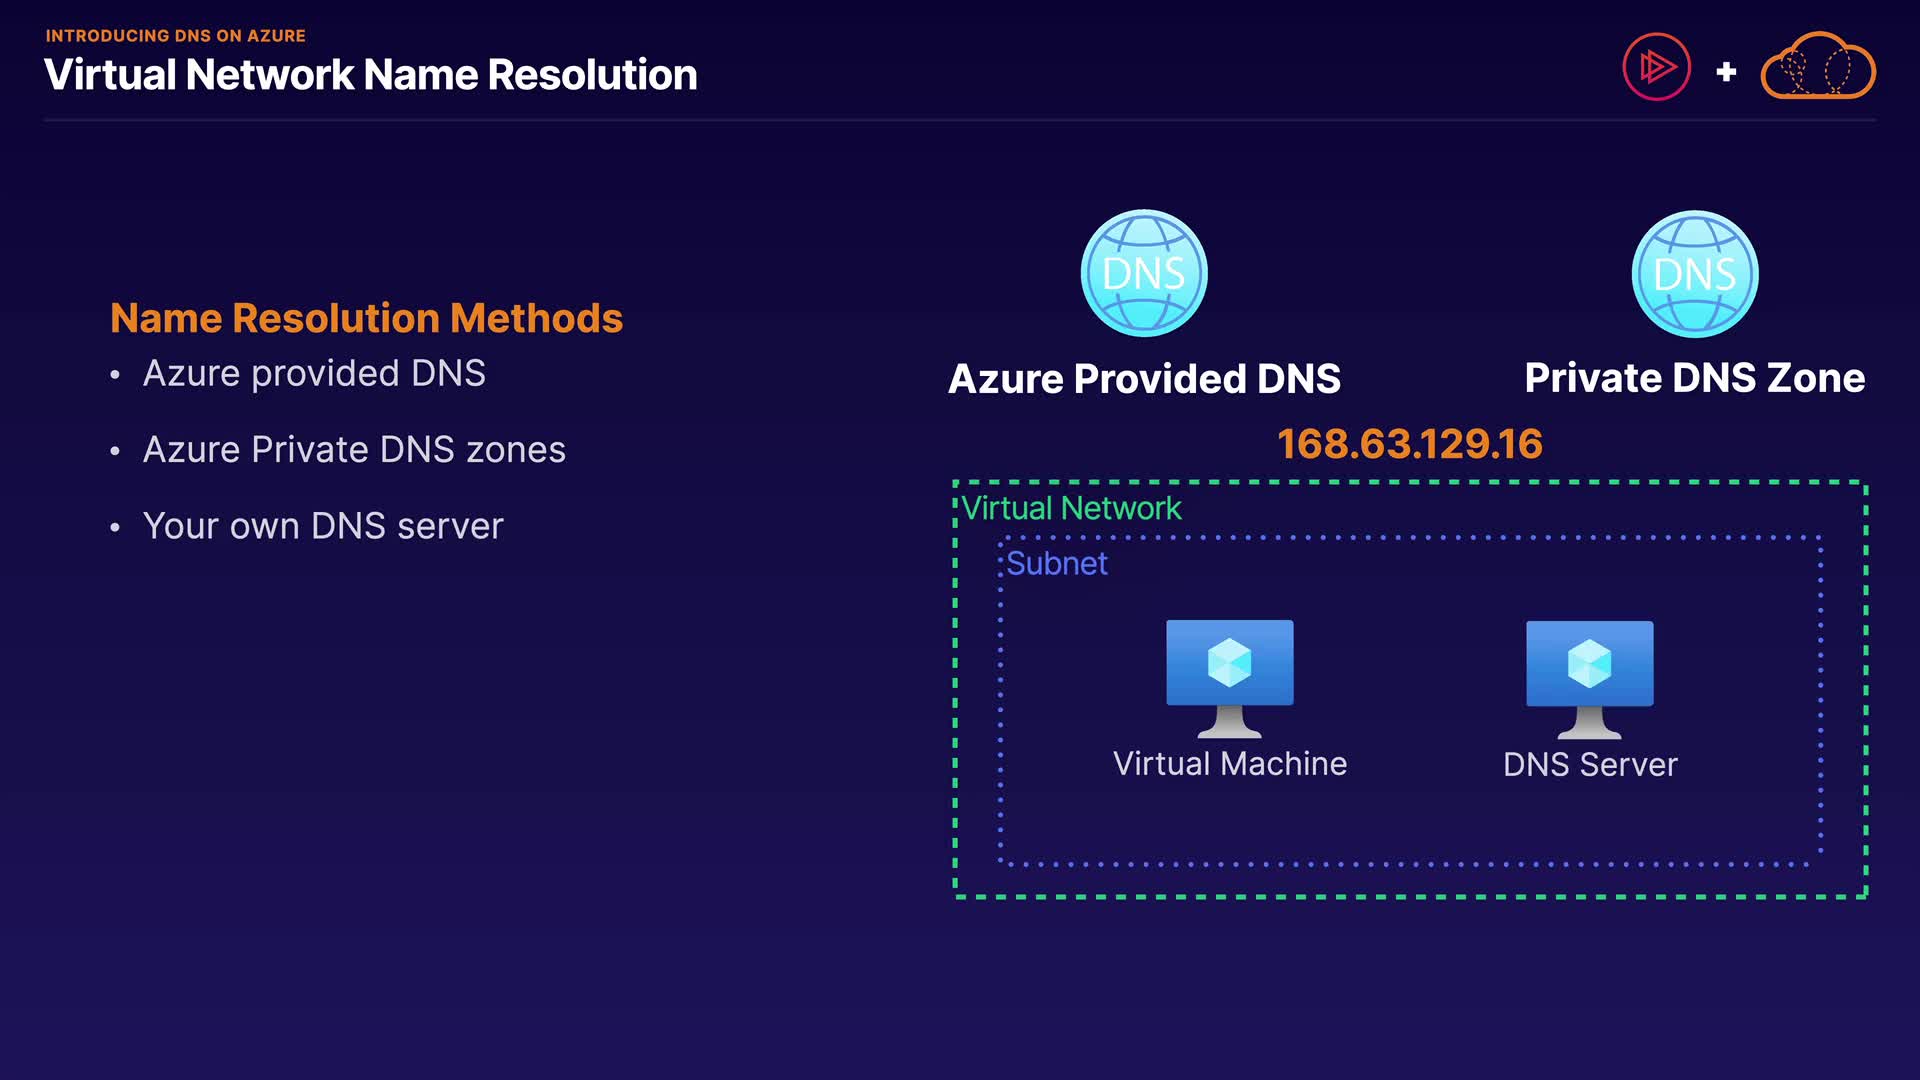 INTRODUCING DNS ON AZURE
Virtual Network Name Resolution
Name Resolution Methods
• Azure provided DNS
• Azure Private DNS zones
• Your own DNS server
DNS
DNS
Azure Provided DNS
Private DNS Zone
168.63.129.16
Virtual Network
Subnet
Virtual Machine
DNS Server